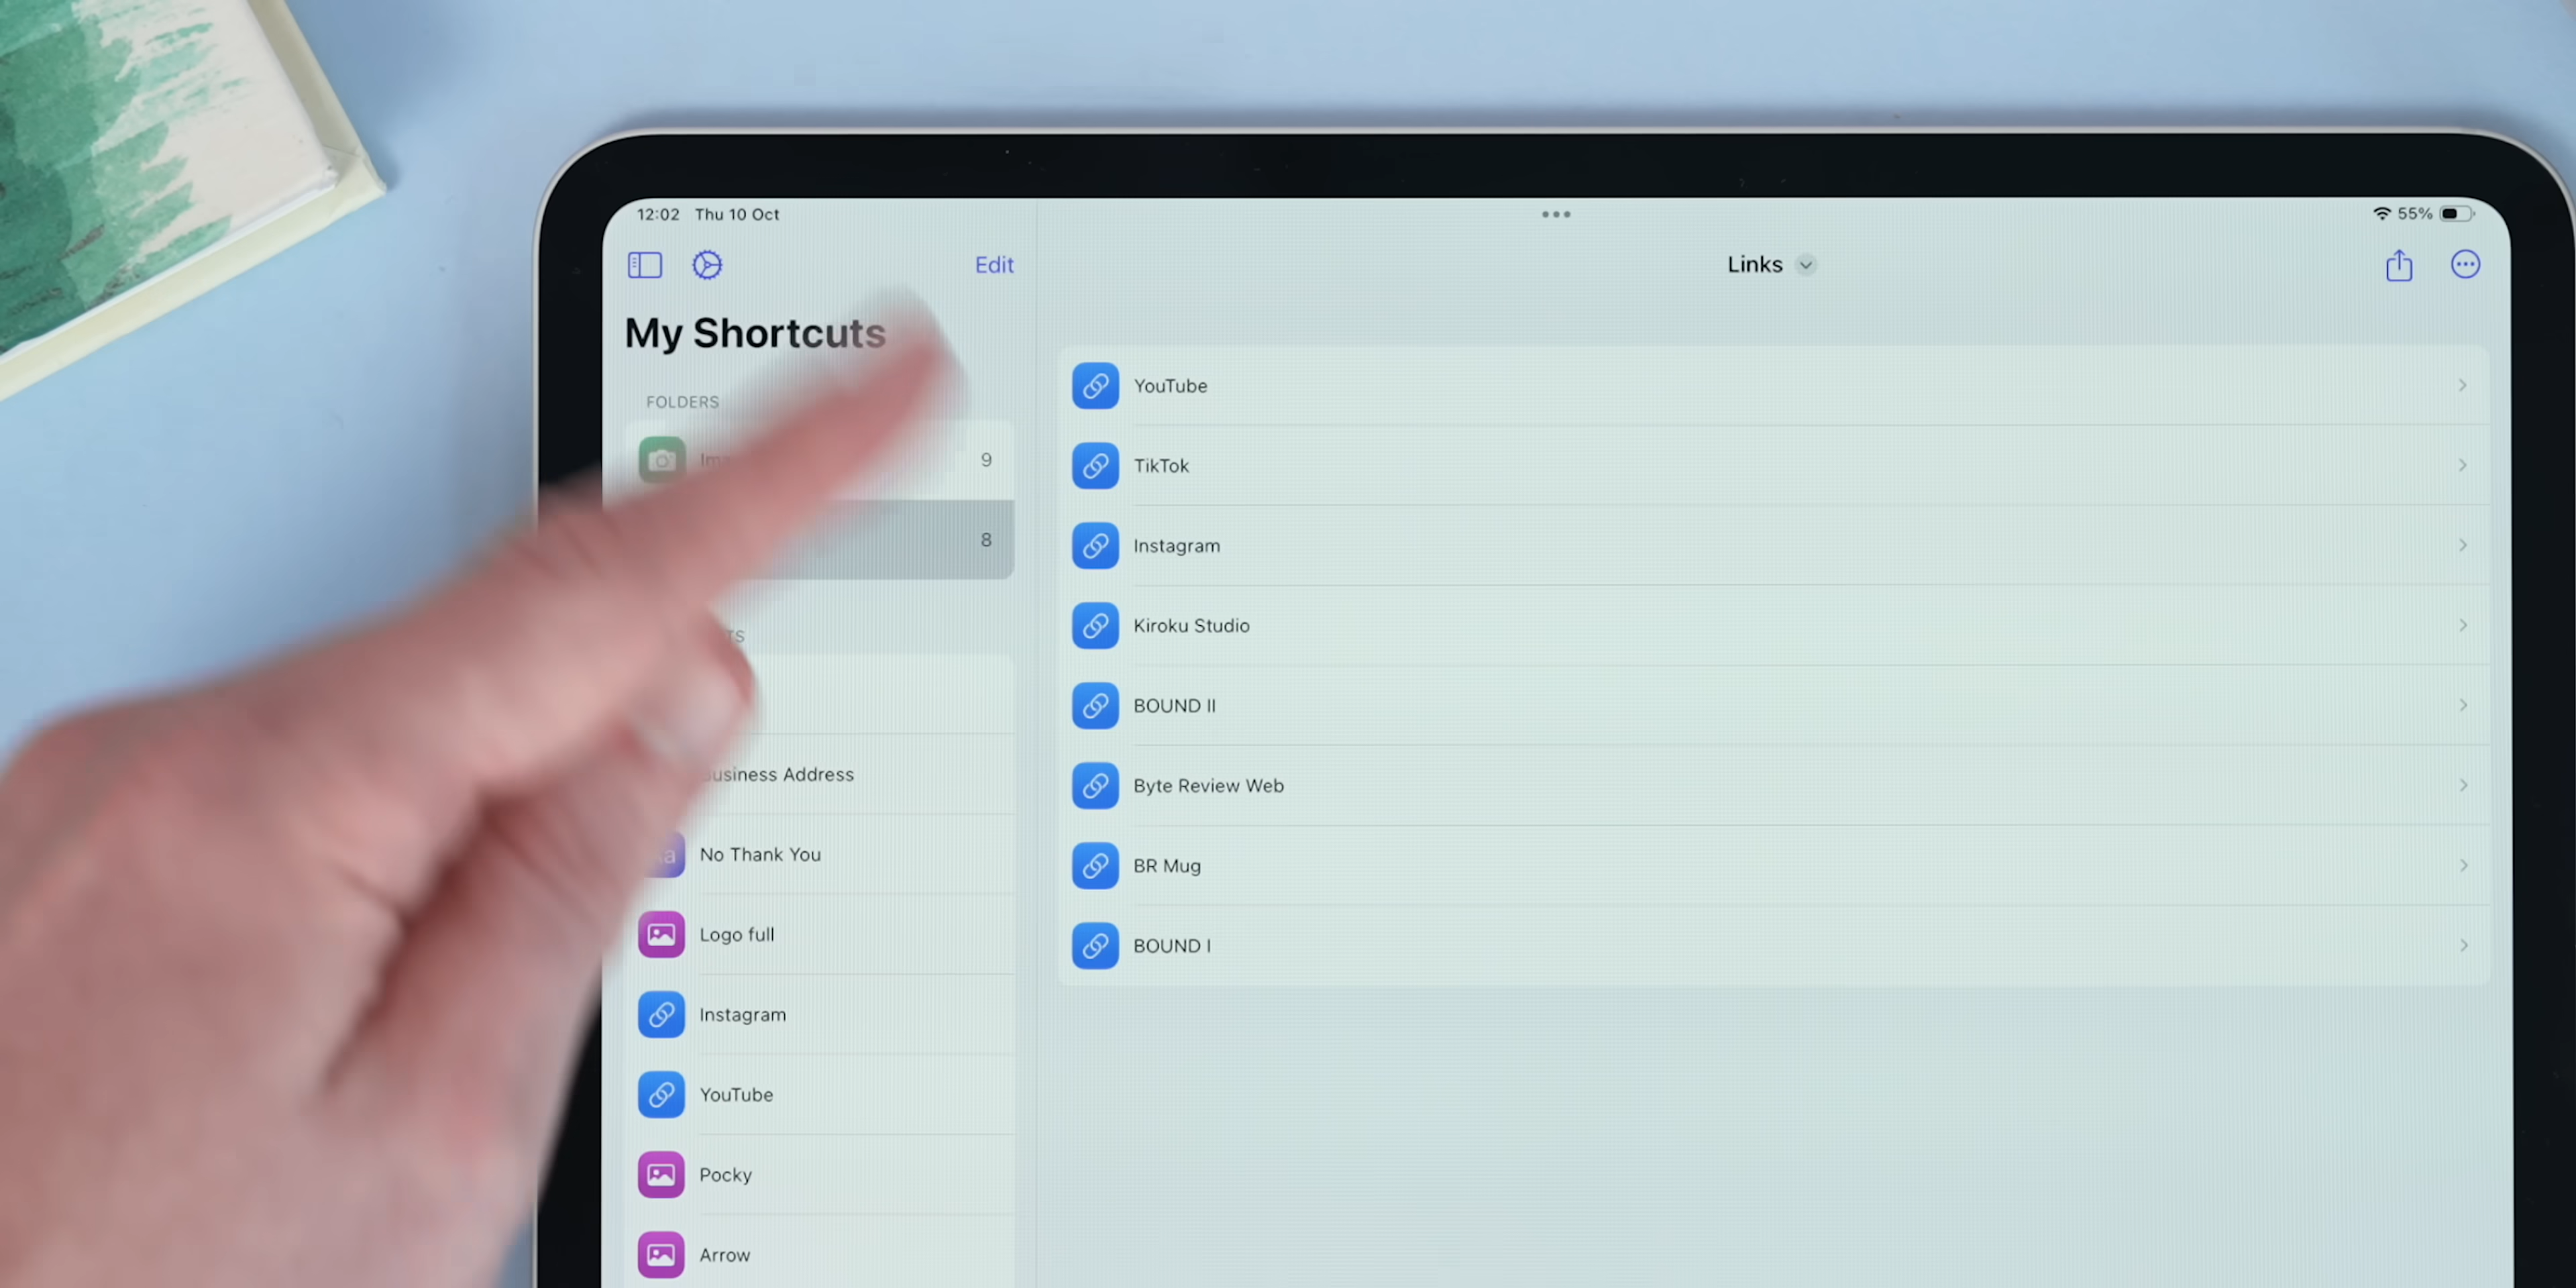 12:02 Thu 10 Oct
55%
Edit
Links
My Shortcuts
FOLDERS
9
8
Business Address
No Thank You
Logo full
Instagram
YouTube
Pocky
Arrow
YouTube
TikTok
Instagram
Kiroku Studio
BOUND II
Byte Review Web
BR Mug
BOUND I